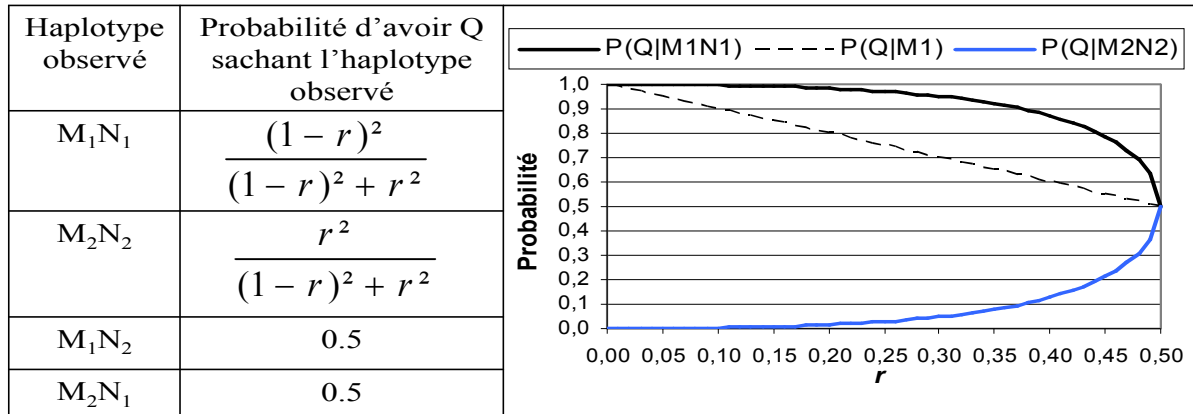 Haplotype
observé
Probabilité d'avoir Q
sachant l'haplotype
observé
M₁N₁
(1 − r)²
(1 − r)² + r²
M₂N₂
r²
(1 − r)² + r²
M₁N₂
0.5
M₂N₁
0.5
P(Q|M1N1) P(Q|M1) P(Q|M2N2)
Probabilité
1,0
0,9
0,8
0,7
0,6
0,5
0,4
0,3
0,2
0,1
0,0
0,00 0,05 0,10 0,15 0,20 0,25 0,30 0,35 0,40 0,45 0,50
r